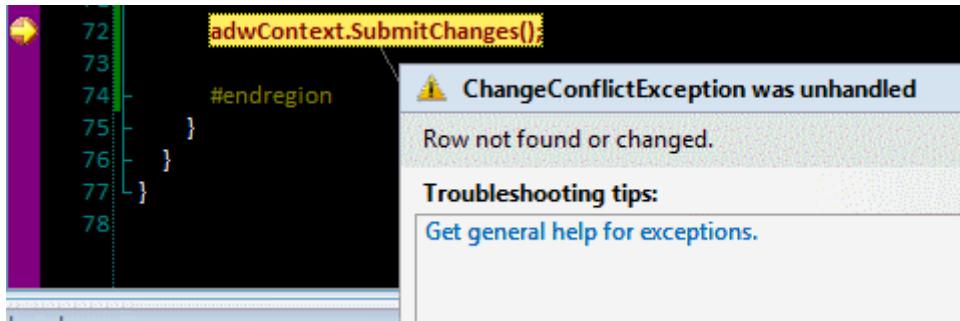 72 adwContext.SubmitChanges();
73
74 #endregion
75 }
76 }
77 }
78
ChangeConflictException was unhandled
Row not found or changed.
Troubleshooting tips:
Get general help for exceptions.